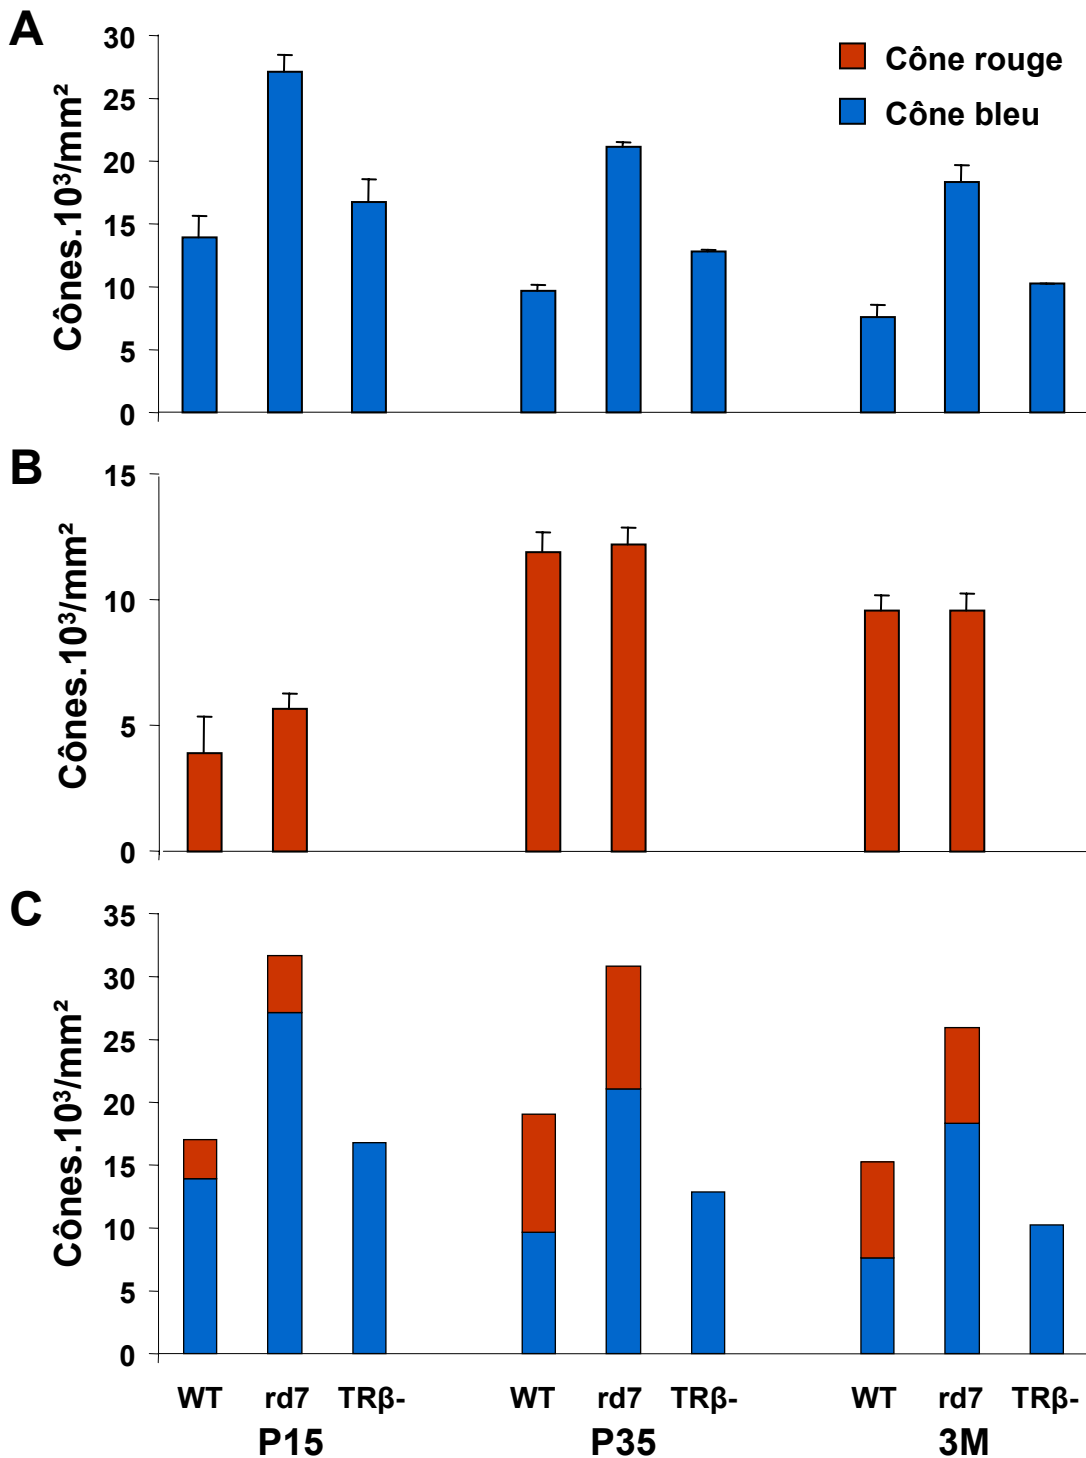 A
Cône rouge
Cône bleu
Cônes.10³/mm²
30
25
20
15
10
5
0
B
Cônes.10³/mm²
15
10
5
0
C
Cônes.10³/mm²
35
30
25
20
15
10
5
0
WT rd7 TRβ- WT rd7 TRβ- WT rd7 TRβ-
P15 P35 3M